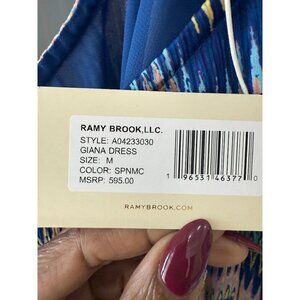 RAMY BROOK,LLC.
STYLE: A04233030
GIANA DRESS
SIZE: M
COLOR: SPNMC
MSRP: 595.00
1 96531 46377 0
RAMYBROOK.COM